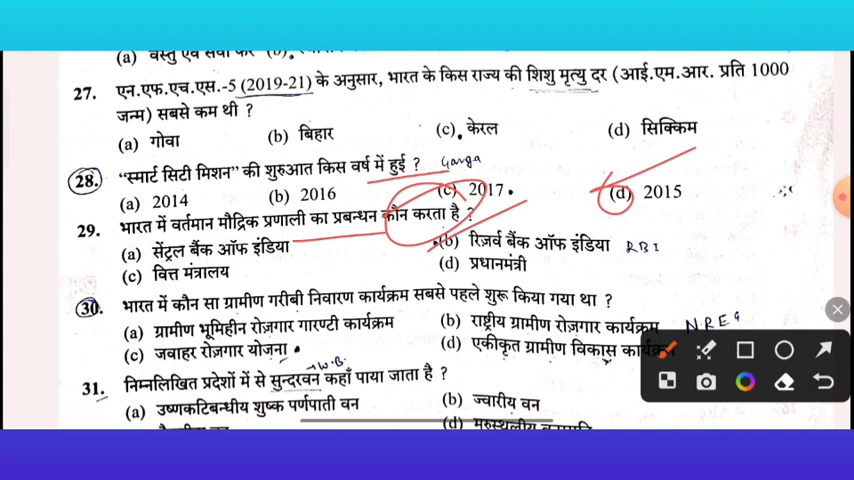 (a) वस्तु एवं सेवा कर (b)
27. एन.एफ.एच.एस.-5 (2019-21) के अनुसार, भारत के किस राज्य की शिशु मृत्यु दर (आई.एम.आर. प्रति 1000
जन्म) सबसे कम थी ?
(a) गोवा (b) बिहार (c) केरल (d) सिक्किम
28. “स्मार्ट सिटी मिशन” की शुरुआत किस वर्ष में हुई ? Ganga
(a) 2014 (b) 2016 (c) 2017 (d) 2015
29. भारत में वर्तमान मौद्रिक प्रणाली का प्रबन्धन कौन करता है ?
(a) सेंट्रल बैंक ऑफ इंडिया (b) रिज़र्व बैंक ऑफ इंडिया RBI
(c) वित्त मंत्रालय (d) प्रधानमंत्री
30. भारत में कौन सा ग्रामीण गरीबी निवारण कार्यक्रम सबसे पहले शुरू किया गया था ?
(a) ग्रामीण भूमिहीन रोज़गार गारण्टी कार्यक्रम (b) राष्ट्रीय ग्रामीण रोज़गार कार्यक्रम N.R.E.G
(c) जवाहर रोज़गार योजना (d) एकीकृत ग्रामीण विकास कार्यक्रम
→W.B.
31. निम्नलिखित प्रदेशों में से सुन्दरवन कहाँ पाया जाता है ?
(a) उष्णकटिबन्धीय शुष्क पर्णपाती वन (b) ज्वारीय वन
(d)